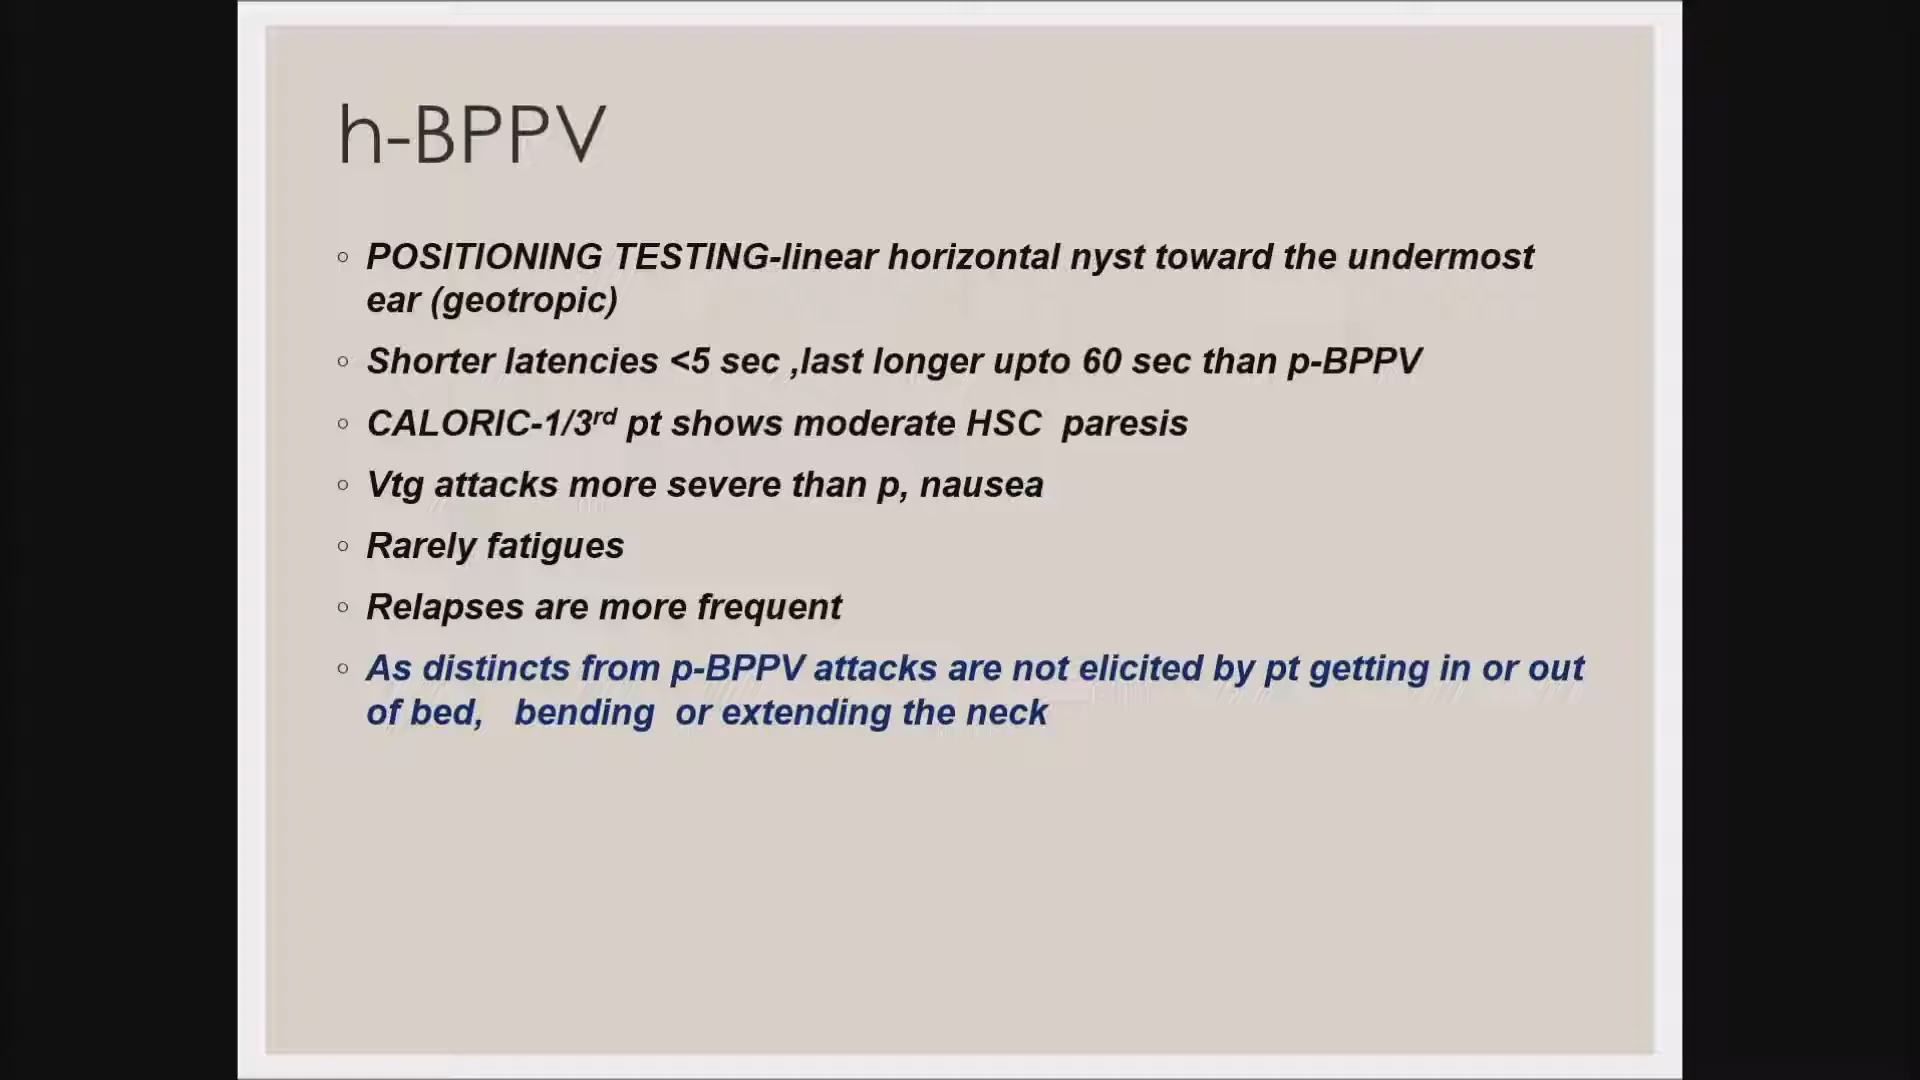 h-BPPV
POSITIONING TESTING-linear horizontal nyst toward the undermost
ear (geotropic)
Shorter latencies <5 sec ,last longer upto 60 sec than p-BPPV
CALORIC-1/3rd pt shows moderate HSC paresis
Vtg attacks more severe than p, nausea
Rarely fatigues
Relapses are more frequent
As distincts from p-BPPV attacks are not elicited by pt getting in or out
of bed, bending or extending the neck